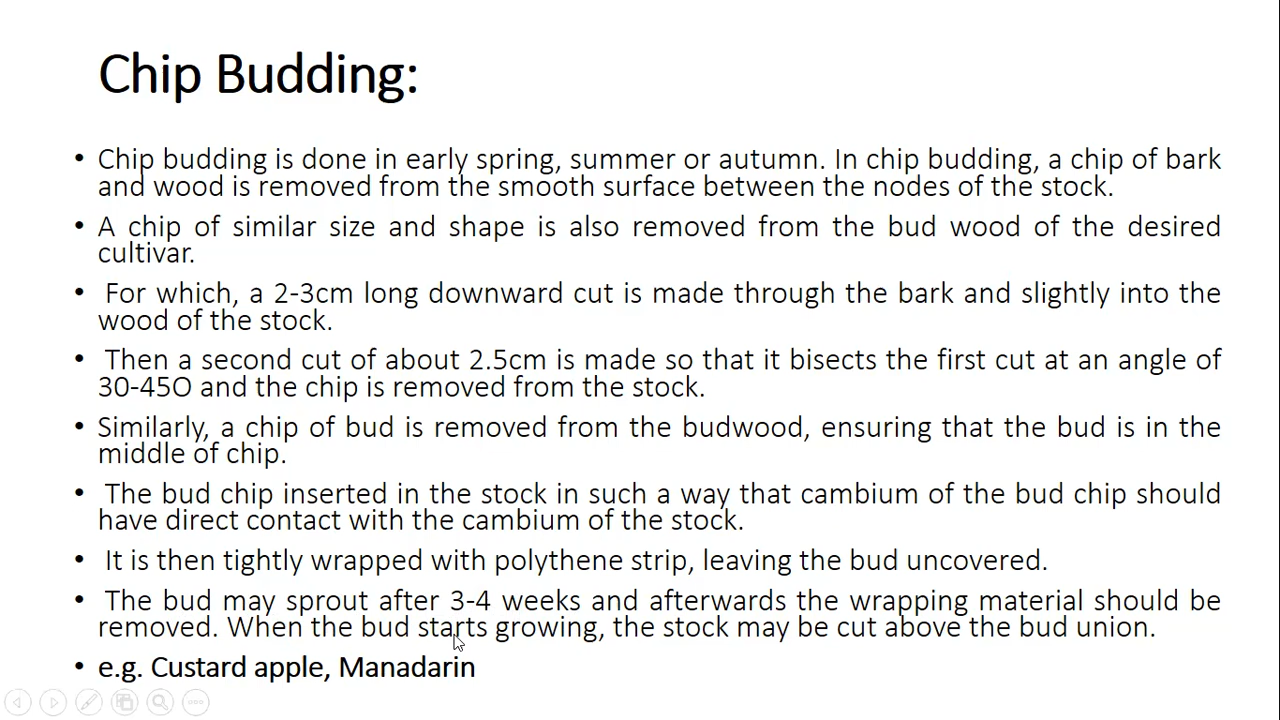 Chip Budding:
• Chip budding is done in early spring, summer or autumn. In chip budding, a chip of bark
and wood is removed from the smooth surface between the nodes of the stock.
• A chip of similar size and shape is also removed from the bud wood of the desired
cultivar.
• For which, a 2-3cm long downward cut is made through the bark and slightly into the
wood of the stock.
• Then a second cut of about 2.5cm is made so that it bisects the first cut at an angle of
30-45O and the chip is removed from the stock.
• Similarly, a chip of bud is removed from the budwood, ensuring that the bud is in the
middle of chip.
• The bud chip inserted in the stock in such a way that cambium of the bud chip should
have direct contact with the cambium of the stock.
• It is then tightly wrapped with polythene strip, leaving the bud uncovered.
• The bud may sprout after 3-4 weeks and afterwards the wrapping material should be
removed. When the bud starts growing, the stock may be cut above the bud union.
• e.g. Custard apple, Manadarin